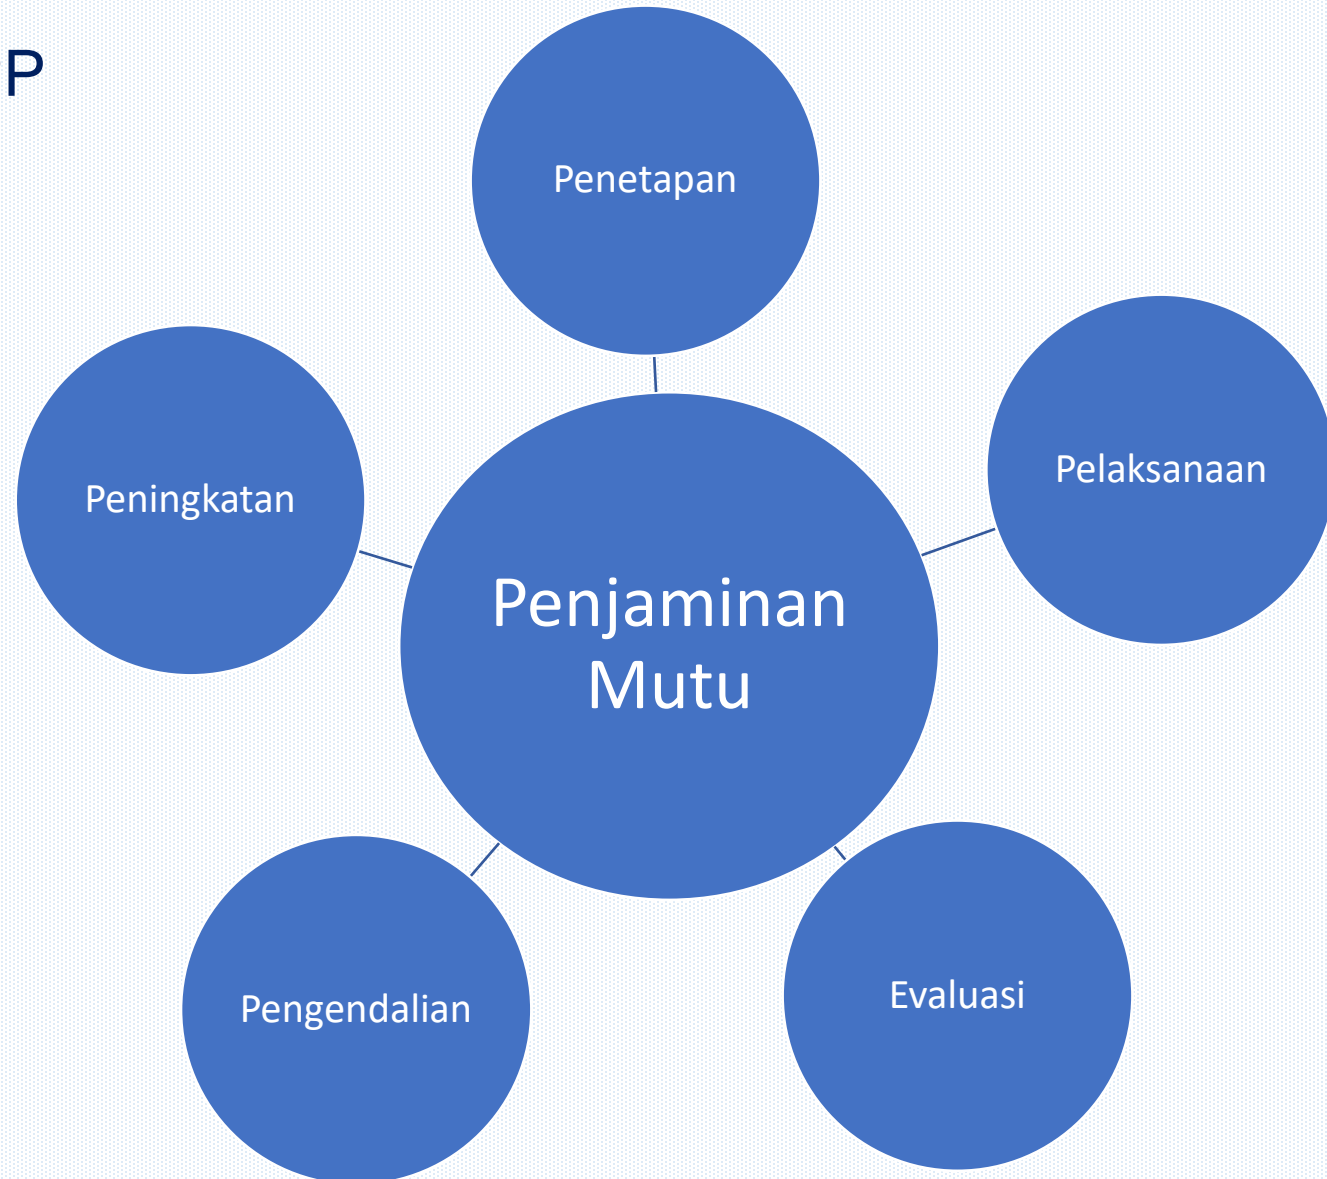 P
Penetapan
Pelaksanaan
Peningkatan
Penjaminan
Mutu
Evaluasi
Pengendalian